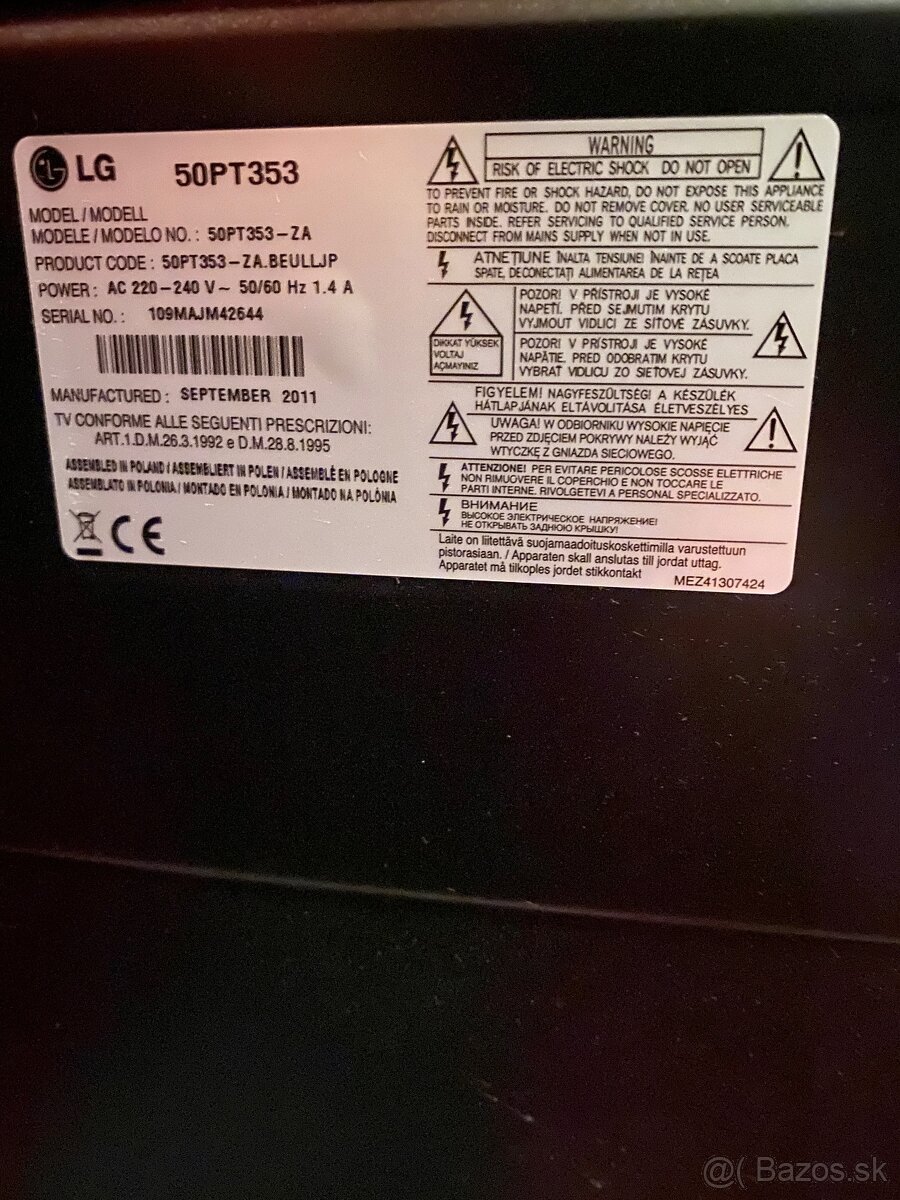 LG 50PT353
MODEL / MODELL
MODELE / MODELO NO. : 50PT353-ZA
PRODUCT CODE : 50PT353-ZA.BEULLJP
POWER : AC 220-240 V~ 50/60 Hz 1.4 A
SERIAL NO. : 109MAJM42644
MANUFACTURED : SEPTEMBER 2011
TV CONFORME ALLE SEGUENTI PRESCRIZIONI:
ART.1.D.M.26.3.1992 e D.M.28.8.1995
ASSEMBLED IN POLAND / ASSEMBLIERT IN POLEN / ASSEMBLÉ EN POLOGNE
ASSEMBLATO IN POLONIA / MONTADO EN POLONIA / MONTADO NA POLÓNIA
CE
WARNING
RISK OF ELECTRIC SHOCK DO NOT OPEN
TO PREVENT FIRE OR SHOCK HAZARD, DO NOT EXPOSE THIS APPLIANCE
TO RAIN OR MOISTURE. DO NOT REMOVE COVER. NO USER SERVICEABLE
PARTS INSIDE. REFER SERVICING TO QUALIFIED SERVICE PERSON.
DISCONNECT FROM MAINS SUPPLY WHEN NOT IN USE.
ATNEȚIUNE ÎNALTA TENSIUNE! ÎNAINTE DE A SCOATE PLACA
SPATE, DECONECTAȚI ALIMENTAREA DE LA REȚEA
DIKKAT YÜKSEK
VOLTAJ
AÇMAYINIZ
POZOR! V PŘÍSTROJI JE VYSOKÉ
NAPETÍ. PŘED SEJMUTIM KRYTU
VYJMOUT VIDLICI ZE SÍŤOVÉ ZÁSUVKY.
POZOR! V PRÍSTROJI JE VYSOKÉ
NAPÄTIE. PRED ODOBRATIM KRYTU
VYBRAŤ VIDLICU ZO SIEŤOVEJ ZÁSUVKY.
FIGYELEM! NAGYFESZÜLTSÉG! A KÉSZÜLÉK
HÁTLAPJÁNAK ELTÁVOLITÁSA ÉLETVESZÉLYES
UWAGA! W ODBIORNIKU WYSOKIE NAPIĘCIE
PRZED ZDJĘCIEM POKRYWY NALEŻY WYJĄĆ
WTYCZKĘ Z GNIAZDA SIECIOWEGO.
ATTENZIONE! PER EVITARE PERICOLOSE SCOSSE ELETTRICHE
NON RIMUOVERE IL COPERCHIO E NON TOCCARE LE
PARTI INTERNE. RIVOLGETEVI A PERSONAL SPECIALIZZATO.
ВНИМАНИЕ
ВЫСОКОЕ ЭЛЕКТРИЧЕСКОЕ НАПРЯЖЕНИЕ!
НЕ ОТКРЫВАТЬ ЗАДНЮЮ КРЫШКУ!
Laite on liitettävä suojamaadoituskoskettimilla varustettuun
pistorasiaan. / Apparaten skall anslutas till jordat uttag.
Apparatet må tilkoples jordet stikkontakt
MEZ41307424
@( Bazos.sk